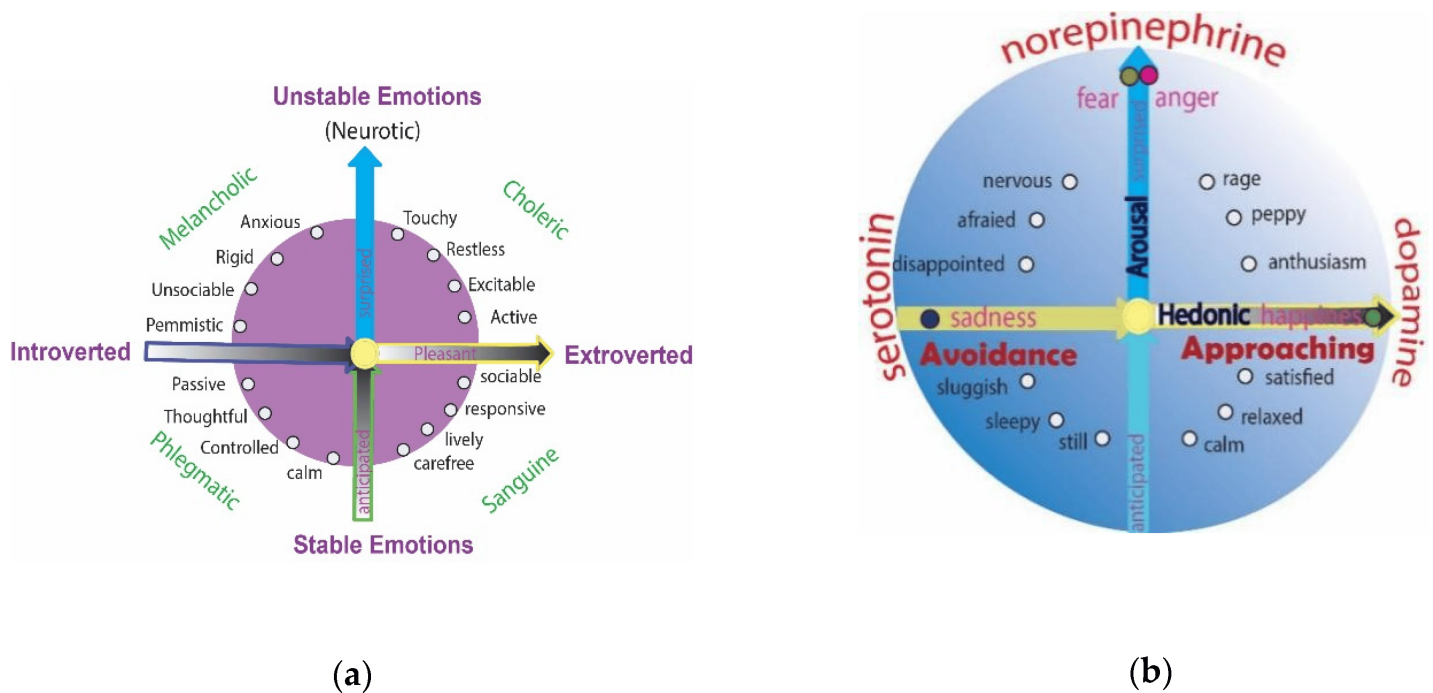 Unstable Emotions
(Neurotic)
Melancholic
Choleric
Anxious
Touchy
Rigid
Restless
Unsociable
Excitable
surprised
Pemmistic
Active
Introverted
Pleasant
Extroverted
Passive
sociable
Thoughtful
responsive
Controlled
lively
calm
carefree
Phlegmatic
Sanguine
anticipated
Stable Emotions
(a)
norepinephrine
fear
anger
surprised
nervous
rage
afraied
peppy
Arousal
disappointed
anthusiasm
serotonin
dopamine
sadness
Hedonic
happines
Avoidance
Approaching
sluggish
satisfied
sleepy
relaxed
still
calm
anticipated
(b)